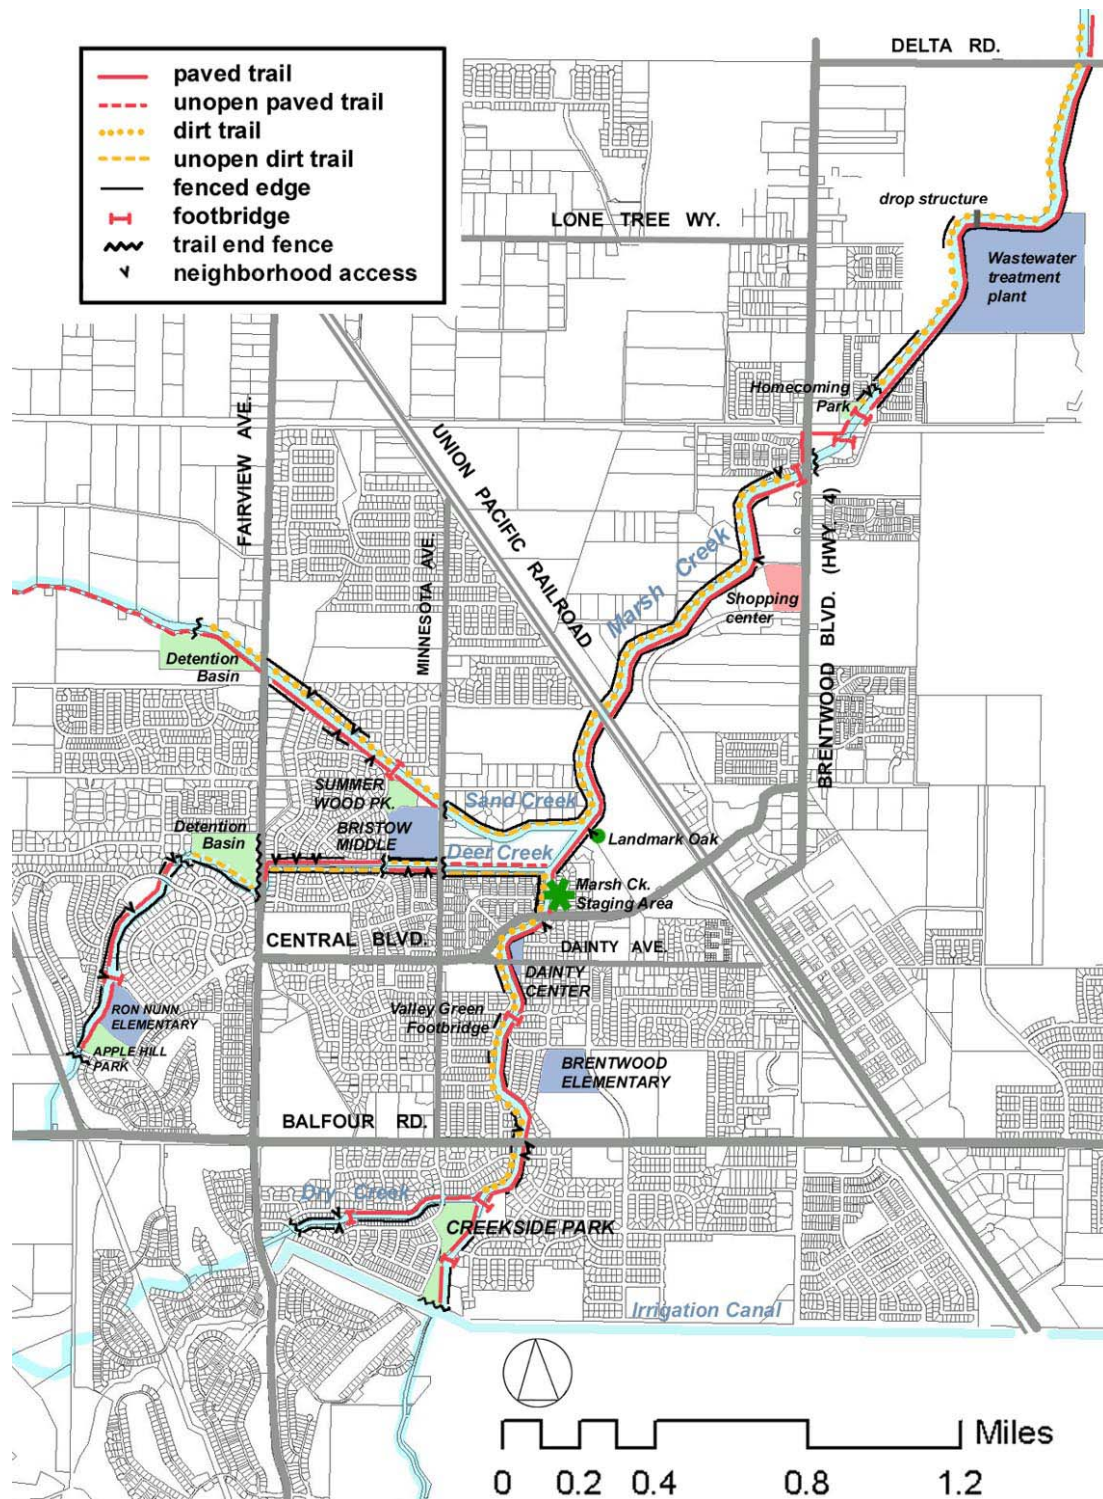 DELTA RD.
paved trail
unopen paved trail
dirt trail
unopen dirt trail
fenced edge
footbridge
trail end fence
neighborhood access
drop structure
LONE TREE WY.
Wastewater
treatment
plant
Homecoming
Park
FAIRVIEW AVE.
UNION PACIFIC RAILROAD
MINNESOTA AVE.
Marsh Creek
BRENTWOOD BLVD. (HWY. 4)
Shopping
center
Detention
Basin
SUMMER
WOOD PK.
Sand Creek
Detention
Basin
BRISTOW
MIDDLE
Deer Creek
Landmark Oak
Marsh Ck.
Staging Area
CENTRAL BLVD.
DAINTY AVE.
DAINTY
CENTER
Valley Green
Footbridge
RON NUNN
ELEMENTARY
APPLE HILL
PARK
BRENTWOOD
ELEMENTARY
BALFOUR RD.
Dry Creek
CREEKSIDE PARK
Irrigation Canal
Miles
0 0.2 0.4 0.8 1.2